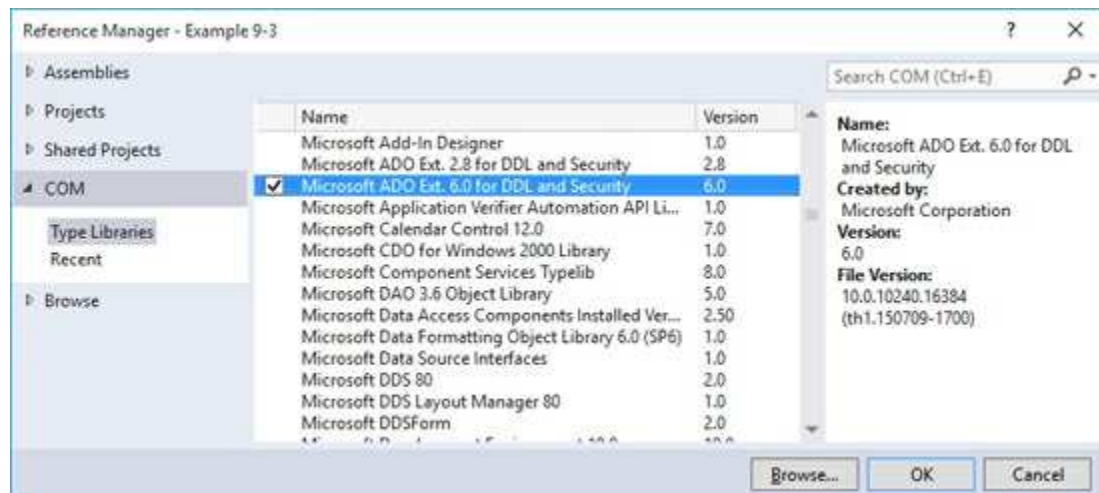 Reference Manager - Example 9-3
?
Assemblies
Projects
Shared Projects
COM
Type Libraries
Recent
Browse
Search COM (Ctrl+E)
Name Version
Microsoft Add-In Designer 1.0
Microsoft ADO Ext. 2.8 for DDL and Security 2.8
Microsoft ADO Ext. 6.0 for DDL and Security 6.0
Microsoft Application Verifier Automation API Li... 1.0
Microsoft Calendar Control 12.0 7.0
Microsoft CDO for Windows 2000 Library 1.0
Microsoft Component Services Typelib 8.0
Microsoft DAO 3.6 Object Library 5.0
Microsoft Data Access Components Installed Ver... 2.50
Microsoft Data Formatting Object Library 6.0 (SP6) 1.0
Microsoft Data Source Interfaces 1.0
Microsoft DDS 80 2.0
Microsoft DDS Layout Manager 80 1.0
Microsoft DDSForm 2.0
Name:
Microsoft ADO Ext. 6.0 for DDL
and Security
Created by:
Microsoft Corporation
Version:
6.0
File Version:
10.0.10240.16384
(th1.150709-1700)
Browse...
OK
Cancel